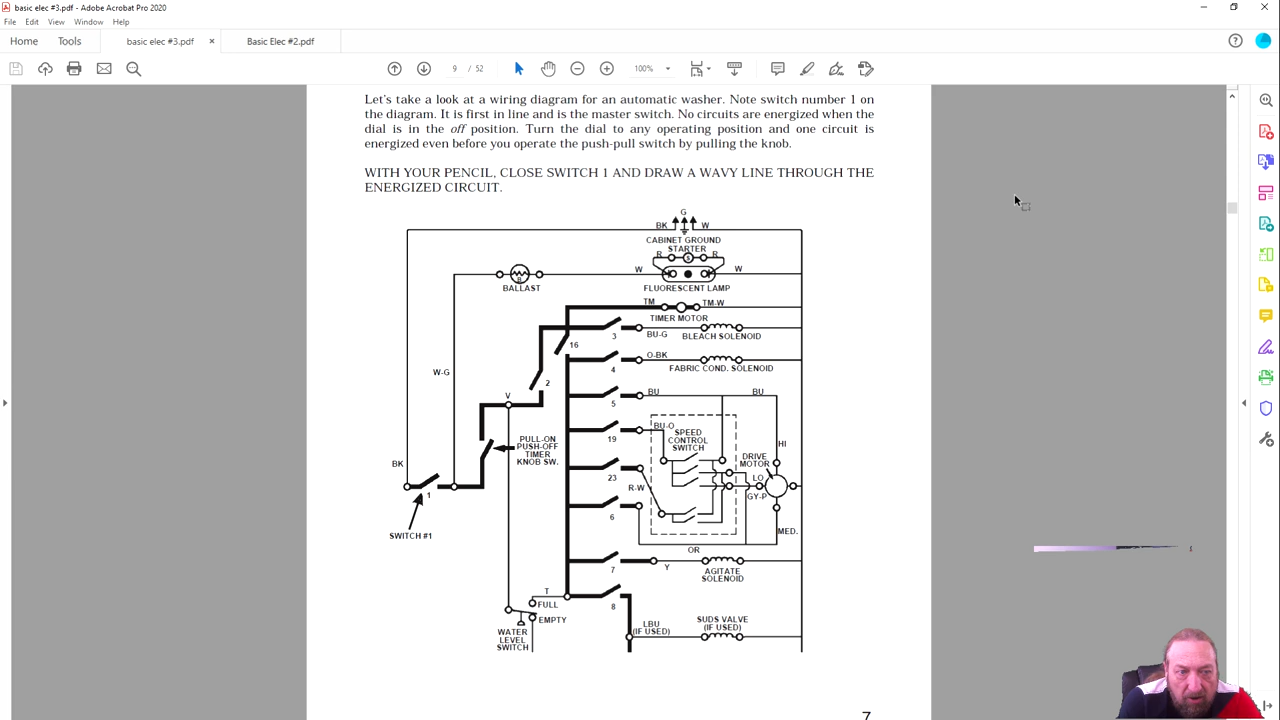 basic elec #3.pdf - Adobe Acrobat Pro 2020
File Edit View Window Help
Home Tools basic elec #3.pdf × Basic Elec #2.pdf
9 / 52 100%
Let's take a look at a wiring diagram for an automatic washer. Note switch number 1 on
the diagram. It is first in line and is the master switch. No circuits are energized when the
dial is in the off position. Turn the dial to any operating position and one circuit is
energized even before you operate the push-pull switch by pulling the knob.
WITH YOUR PENCIL, CLOSE SWITCH 1 AND DRAW A WAVY LINE THROUGH THE
ENERGIZED CIRCUIT.
G
BK W
CABINET GROUND
STARTER
R S R
W W
BALLAST
FLUORESCENT LAMP
TM TM-W
TIMER MOTOR
3 BU-G BLEACH SOLENOID
16
O-BK
4 FABRIC COND. SOLENOID
W-G
2
V
5 BU BU
BU-O
19
SPEED
CONTROL
SWITCH
PULL-ON
PUSH-OFF
TIMER
KNOB SW.
HI
DRIVE
MOTOR
BK
23
LO
R-W
GY-P
1
6
MED.
SWITCH #1
OR
7 Y
AGITATE
SOLENOID
T
FULL
8
EMPTY
LBU
(IF USED)
SUDS VALVE
(IF USED)
WATER
LEVEL
SWITCH
7